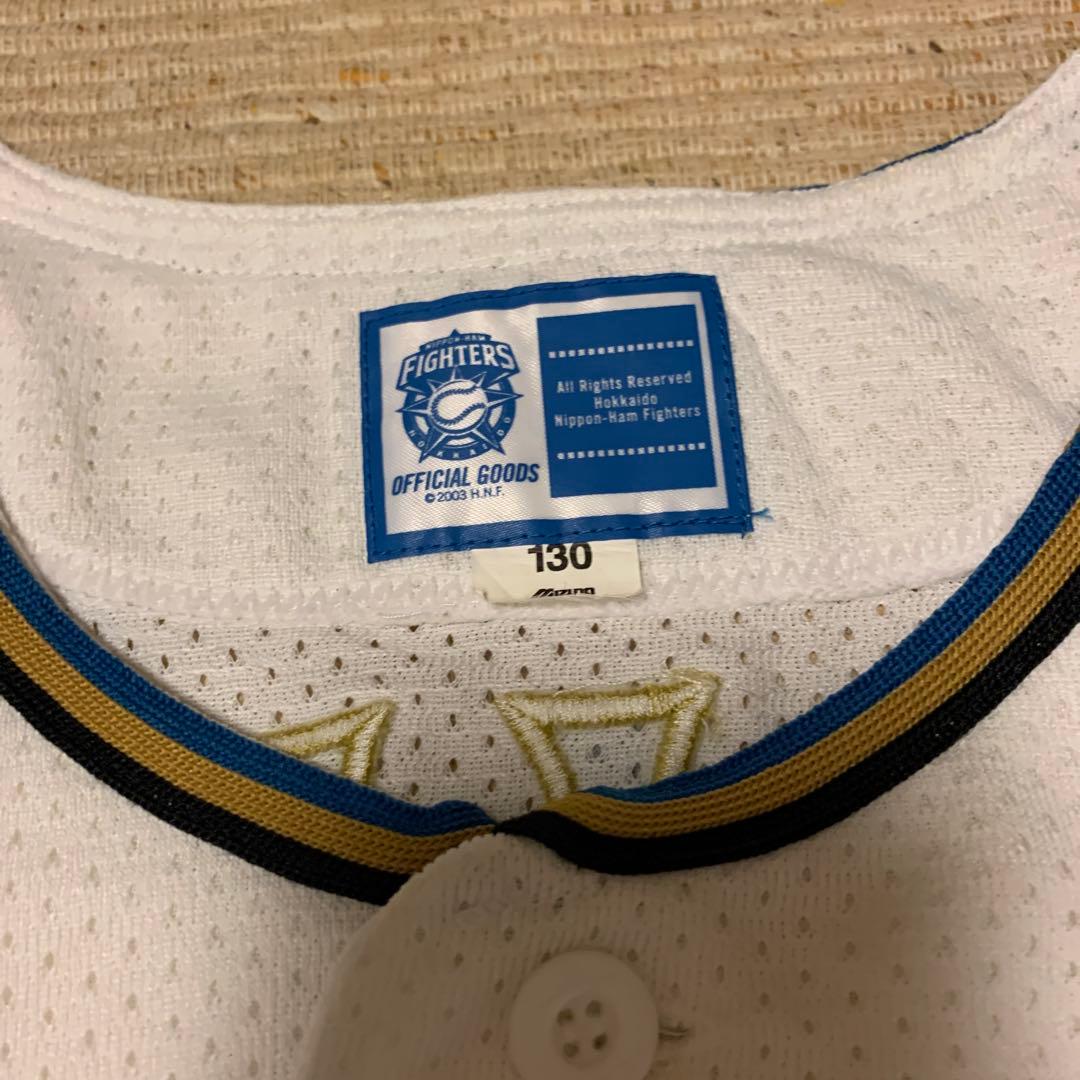 NIPPON-HAM
FIGHTERS
HOKKAIDO
OFFICIAL GOODS
©2003 H.N.F.
All Rights Reserved
Hokkaido
Nippon-Ham Fighters
130
Mizuno